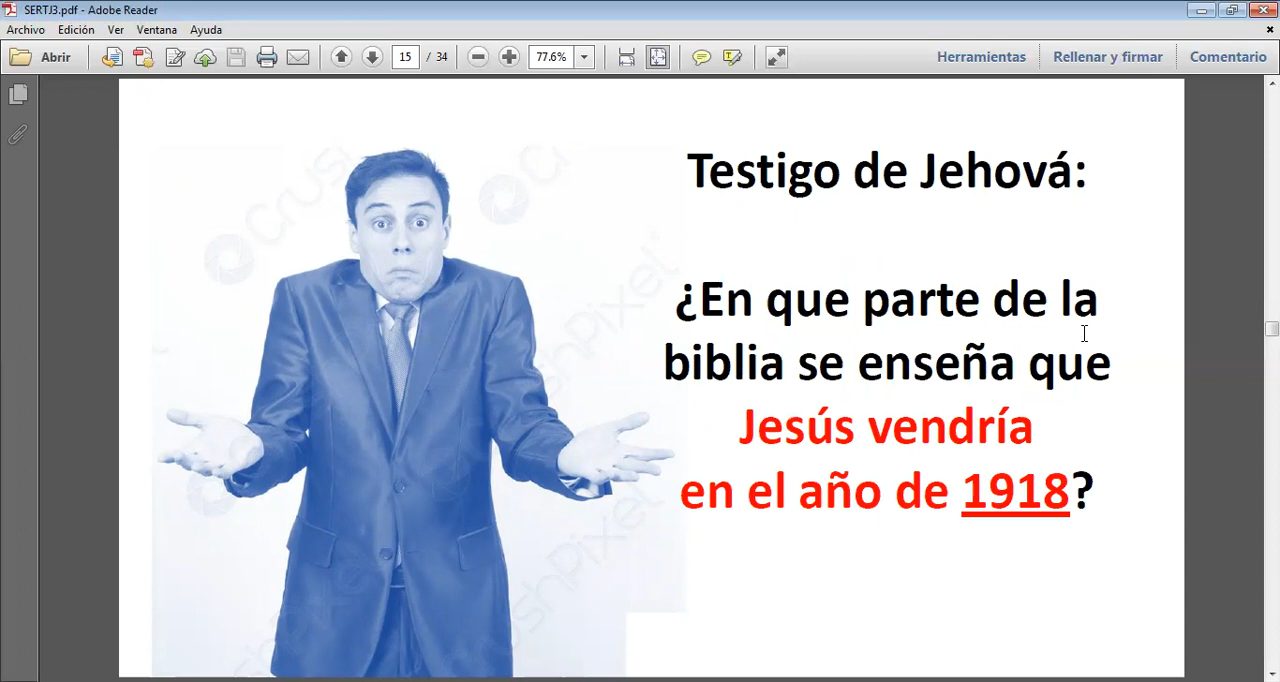 SERTJ3.pdf - Adobe Reader
Archivo Edición Ver Ventana Ayuda
Abrir 15 / 34 77.6% Herramientas Rellenar y firmar Comentario
Testigo de Jehová:
¿En que parte de la
biblia se enseña que
Jesús vendría
en el año de 1918?